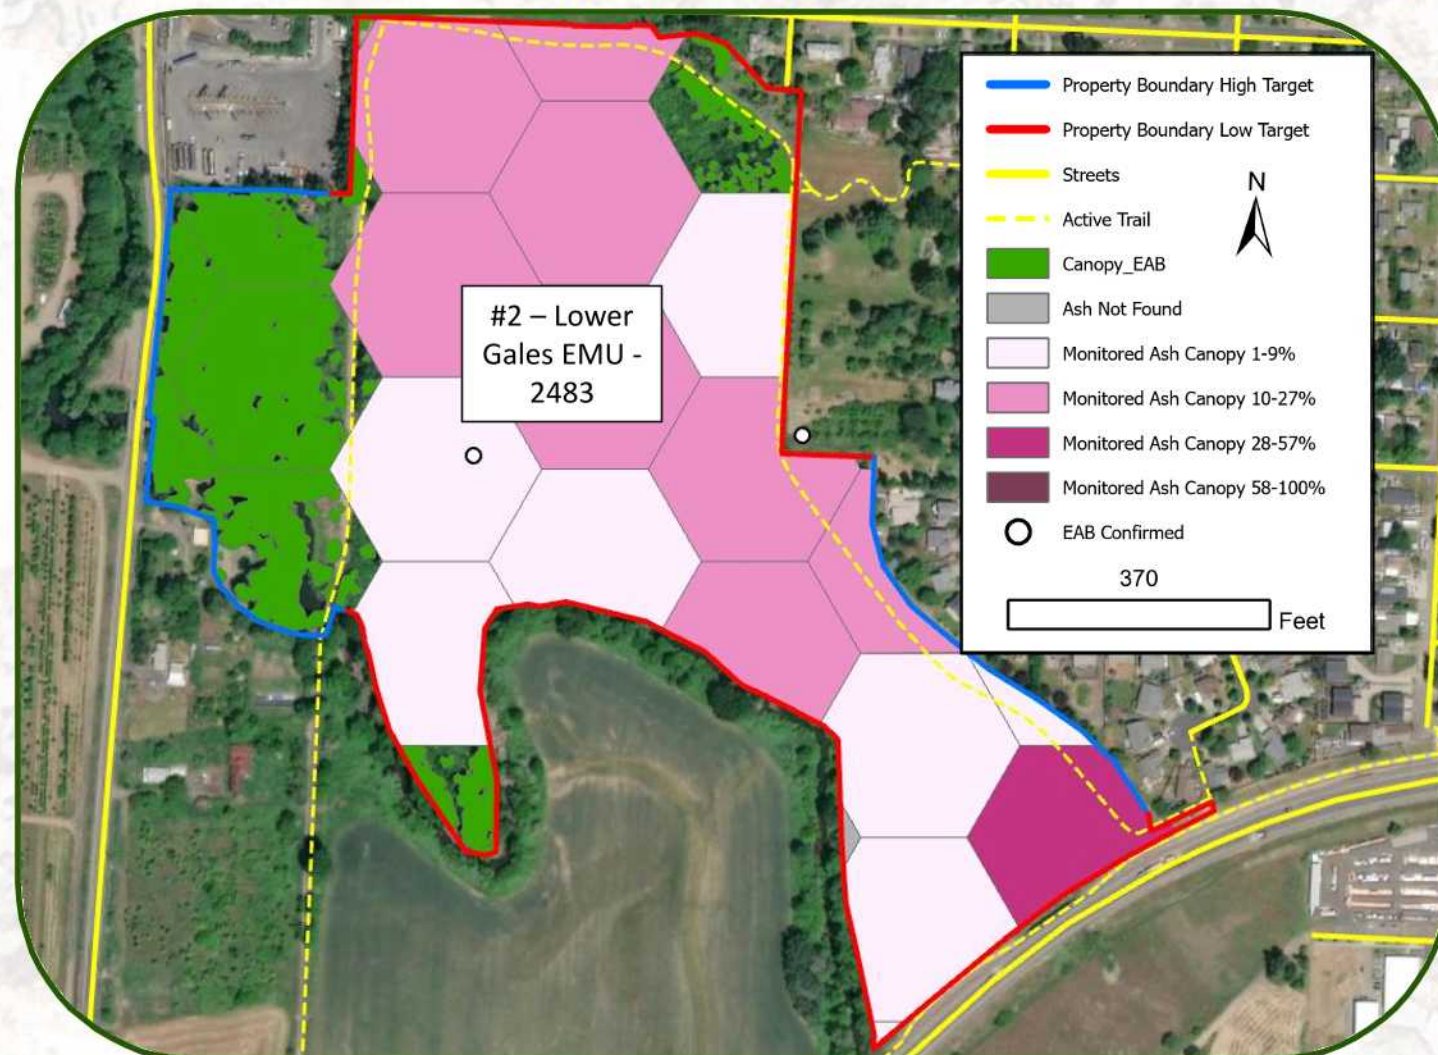 #2 – Lower
Gales EMU -
2483
Property Boundary High Target
Property Boundary Low Target
Streets
N
Active Trail
Canopy_EAB
Ash Not Found
Monitored Ash Canopy 1-9%
Monitored Ash Canopy 10-27%
Monitored Ash Canopy 28-57%
Monitored Ash Canopy 58-100%
EAB Confirmed
370
Feet